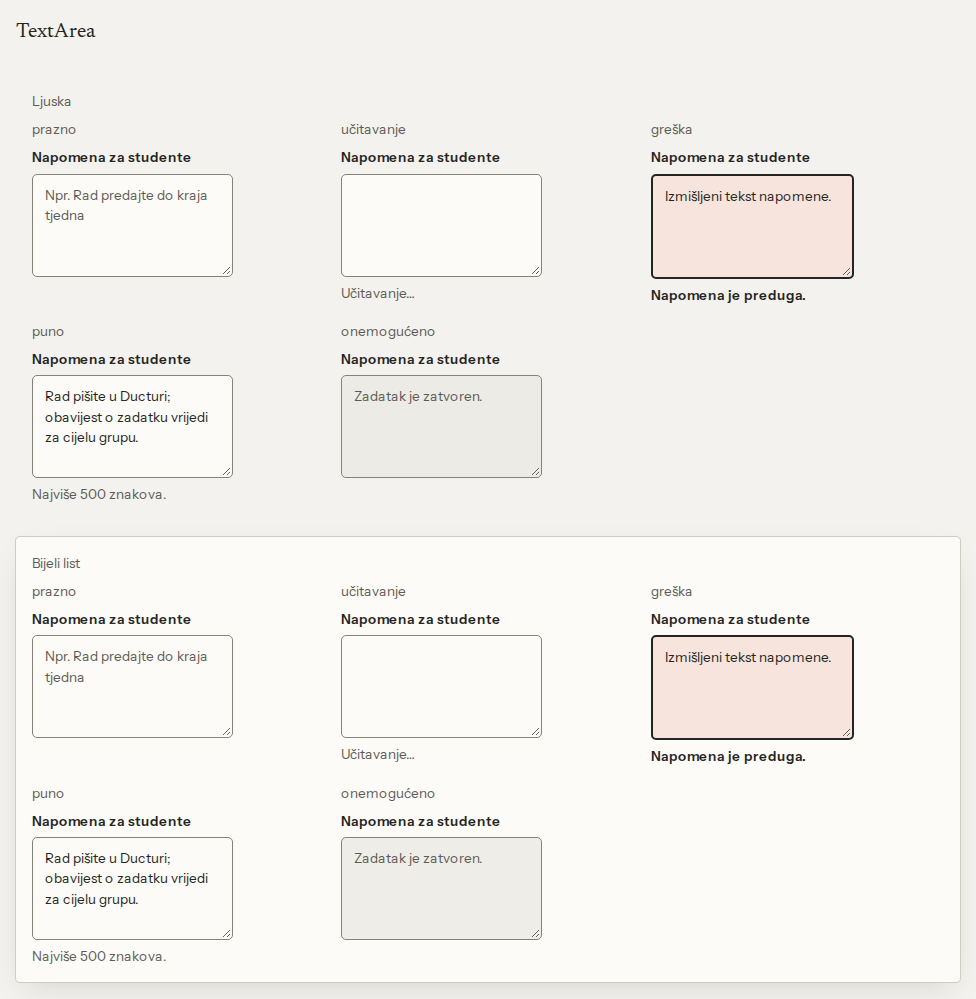 TextArea
Ljuska
prazno
učitavanje
greška
Napomena za studente
Napomena za studente
Napomena za studente
Npr. Rad predajte do kraja
tjedna
Izmišljeni tekst napomene.
Učitavanje…
Napomena je preduga.
puno
onemogućeno
Napomena za studente
Napomena za studente
Rad pišite u Ducturi;
obavijest o zadatku vrijedi
za cijelu grupu.
Zadatak je zatvoren.
Najviše 500 znakova.
Bijeli list
prazno
učitavanje
greška
Napomena za studente
Napomena za studente
Napomena za studente
Npr. Rad predajte do kraja
tjedna
Izmišljeni tekst napomene.
Učitavanje…
Napomena je preduga.
puno
onemogućeno
Napomena za studente
Napomena za studente
Rad pišite u Ducturi;
obavijest o zadatku vrijedi
za cijelu grupu.
Zadatak je zatvoren.
Najviše 500 znakova.